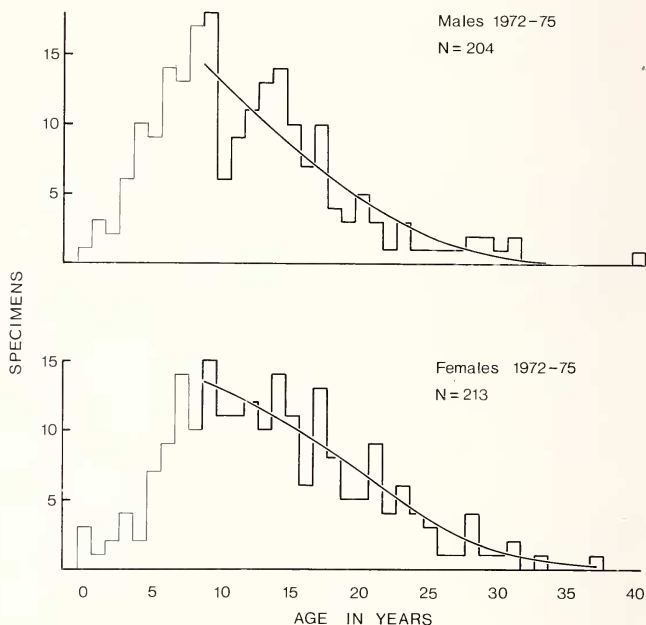 Males 1972-75
N = 204
15
10
5
SPECIMENS
Females 1972-75
N = 213
15
10
5
0 5 10 15 20 25 30 35 40
AGE IN YEARS